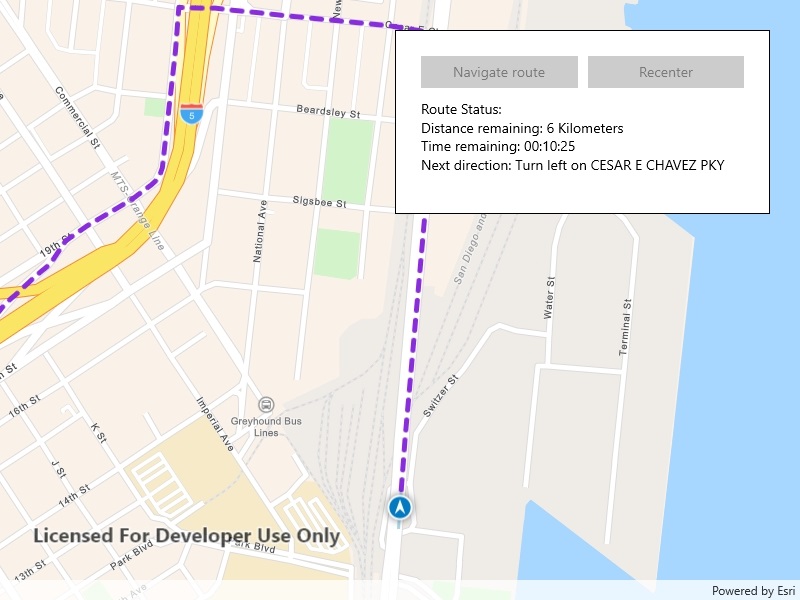 New
Cesar E Ch
Commercial St
5
Beardsley St
MTS-Orange Line
Sigsbee St
National Ave
19th St
San Diego and
Water St
Terminal St
Switzer St
16th St
Imperial Ave
Greyhound Bus
Lines
K St
J St
14th St
Park Blvd
Park Blvd
13th St
Navigate route
Recenter
Route Status:
Distance remaining: 6 Kilometers
Time remaining: 00:10:25
Next direction: Turn left on CESAR E CHAVEZ PKY
Licensed For Developer Use Only
Powered by Esri